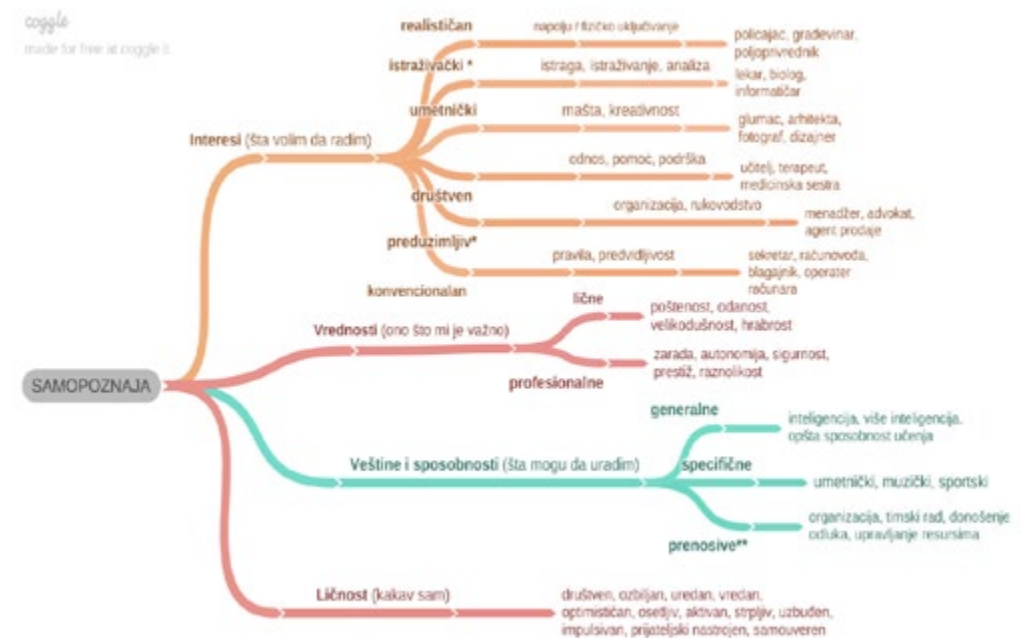 coggle
made for free at coggle.it
realističan
napolju / fizičko uključivanje
policajac, građevinar,
poljoprivrednik
istraživački *
istraga, istraživanje, analiza
lekar, biolog,
informatičar
umetnički
mašta, kreativnost
glumac, arhitekta,
fotograf, dizajner
Interesi (šta volim da radim)
odnos, pomoć, podrška
učitelj, terapeut,
medicinska sestra
društven
organizacija, rukovodstvo
menadžer, advokat,
agent prodaje
preduzimljiv*
pravila, predvidljivost
sekretar, računovođa,
blagajnik, operater
računara
konvencionalan
lične
poštenost, odanost,
velikodušnost, hrabrost
Vrednosti (ono što mi je važno)
zarada, autonomija, sigurnost,
prestiž, raznolikost
profesionalne
SAMOPOZNAJA
generalne
inteligencija, više inteligencija,
opšta sposobnost učenja
Veštine i sposobnosti (šta mogu da uradim)
specifične
umetnički, muzički, sportski
organizacija, timski rad, donošenje
odluka, upravljanje resursima
prenosive**
Ličnost (kakav sam)
društven, ozbiljan, uredan, vredan,
optimističan, osetljiv, aktivan, strpljiv, uzbuđen,
impulsivan, prijateljski nastrojen, samouveren